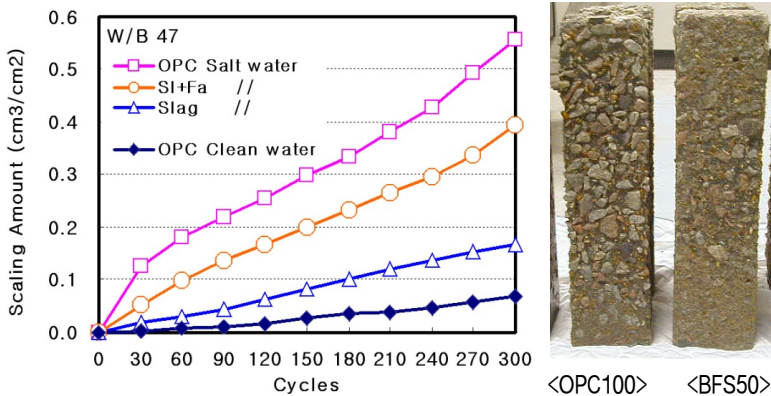 W/B 47
OPC Salt water
Sl+Fa //
Slag //
OPC Clean water
Scaling Amount (cm3/cm2)
0.6
0.5
0.4
0.3
0.2
0.1
0.0
0 30 60 90 120 150 180 210 240 270 300
Cycles
<OPC100> <BFS50>